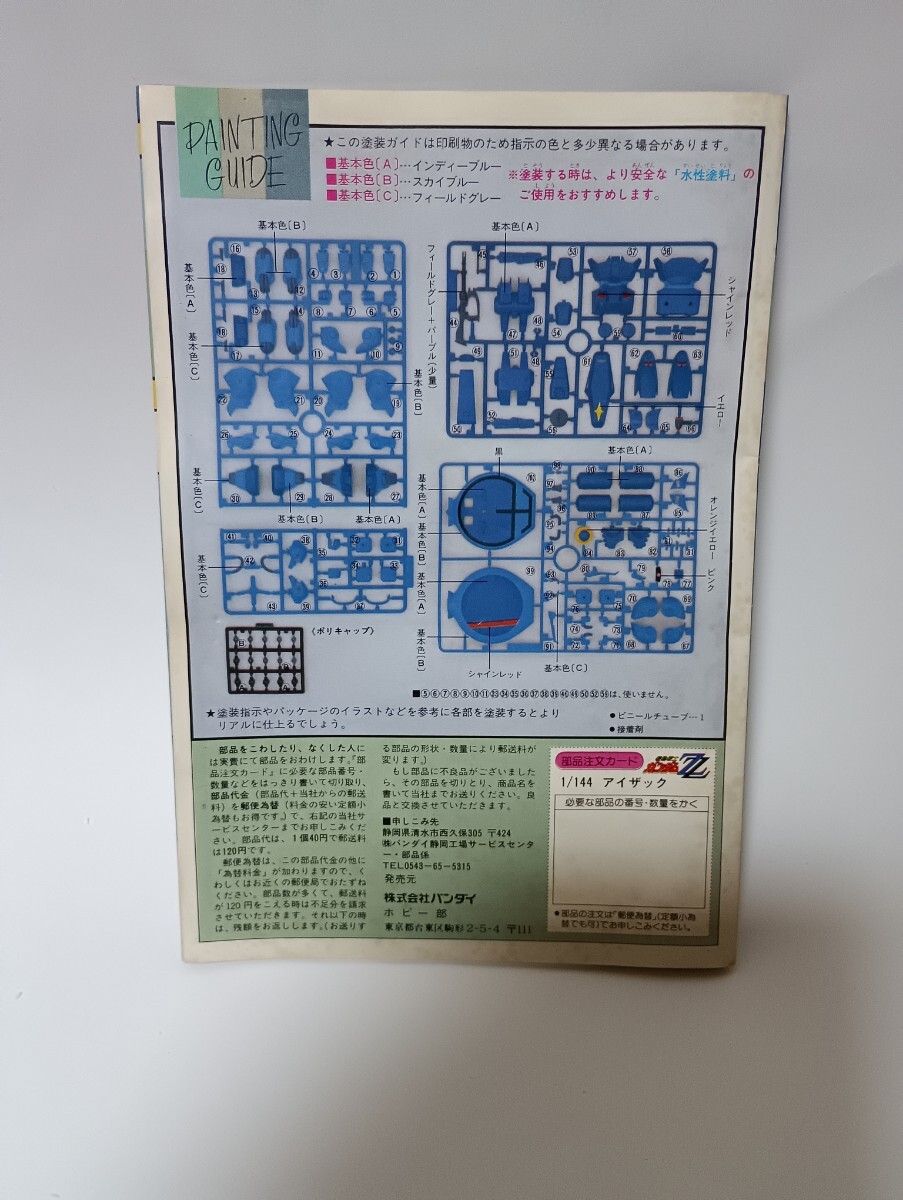 PAINTING
GUIDE
★この塗装ガイドは印刷物のため指示の色と多少異なる場合があります。
■基本色〔A〕…インディーブルー
■基本色〔B〕…スカイブルー
■基本色〔C〕…フィールドグレー
※塗装する時は、より安全な「水性塗料」の
ご使用をおすすめします。
基本色〔B〕
基本色〔A〕
基本色〔C〕
基本色〔B〕
基本色〔C〕
基本色〔B〕
基本色〔A〕
基本色〔C〕
〈ポリキャップ〉
基本色〔A〕
フィールドグレー＋パープル(少量)
シャインレッド
イエロー
黒
基本色〔A〕
基本色〔A〕
基本色〔B〕
基本色〔A〕
基本色〔B〕
オレンジイエロー
ピンク
シャインレッド
基本色〔C〕
は、使いません。
★塗装指示やパッケージのイラストなどを参考に各部を塗装するとより
リアルに仕上るでしょう。
●ビニールチューブ…1
●接着剤
部品をこわしたり、なくした人に
は実費にて部品をおわけします。「部
品注文カード」に必要な部品番号・
数量などをはっきり書いて切り取り、
部品代金(部品代＋当社からの郵送
料)を郵便為替(料金の安い定額小
為替もお得です。)で、右記の当社サ
ービスセンターまでお申しこみくだ
さい。部品代は、1個40円で郵送料
は120円です。
郵便為替は、この部品代金の他に
「為替料金」が加わりますので、く
わしくはお近くの郵便局でおたずね
ください。部品数が多くて、郵送料
が120円をこえる時は不足分を請求
させていただきます。それ以下の時
は、残額をお返しします。(お送りす
る部品の形状・数量により郵送料が
変ります。)
もし部品に不良品がございました
ら、その部品を切りとり、商品名を
書いて当社までお送りください。良
品と交換させていただきます。
■申しこみ先
静岡県清水市西久保305 〒424
㈱バンダイ静岡工場サービスセンタ
ー・部品係
TEL0543-65-5315
発売元
株式会社バンダイ
ホビー部
東京都台東区駒形2-5-4 〒111
部品注文カード
ガンダムZZ
1/144 アイザック
必要な部品の番号・数量をかく
●部品の注文は「郵便為替」(定額小為
替でも可)でお申しこみください。